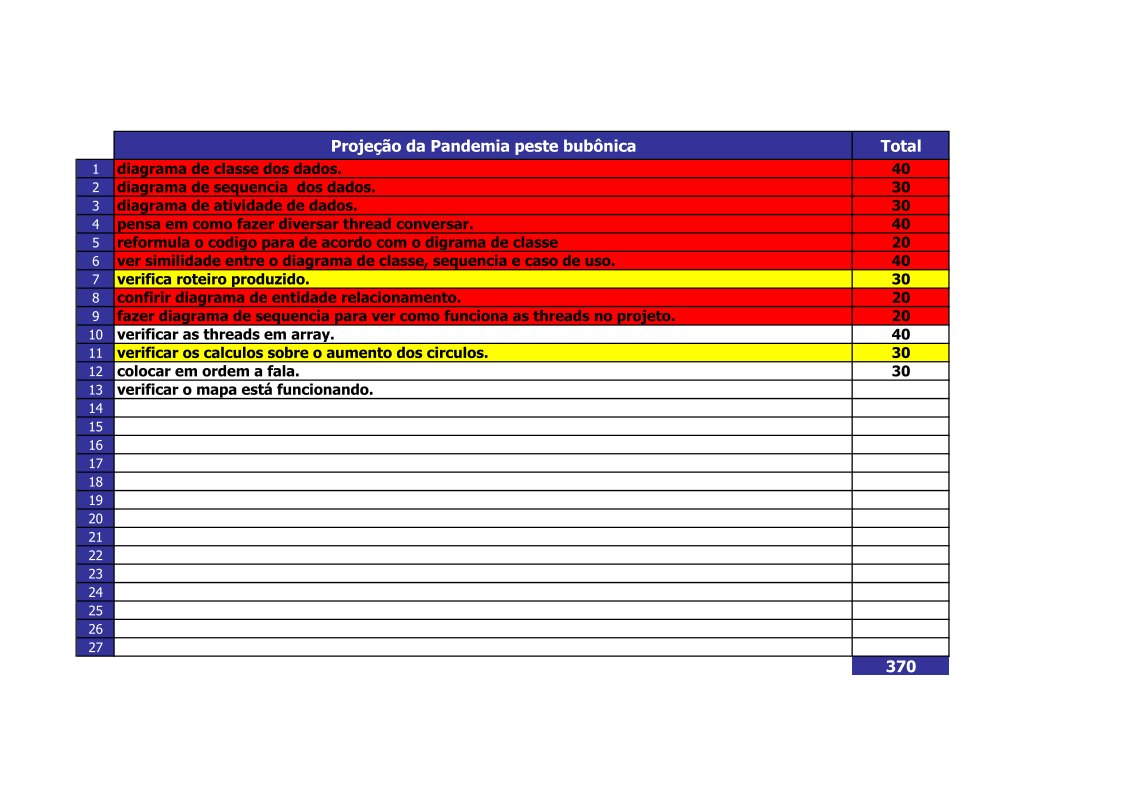 Projeção da Pandemia peste bubônica Total
1 diagrama de classe dos dados. 40
2 diagrama de sequencia  dos dados. 30
3 diagrama de atividade de dados. 30
4 pensa em como fazer diversar thread conversar. 40
5 reformula o codigo para de acordo com o digrama de classe 20
6 ver similidade entre o diagrama de classe, sequencia e caso de uso. 40
7 verifica roteiro produzido. 30
8 confirir diagrama de entidade relacionamento. 20
9 fazer diagrama de sequencia para ver como funciona as threads no projeto. 20
10 verificar as threads em array. 40
11 verificar os calculos sobre o aumento dos circulos. 30
12 colocar em ordem a fala. 30
13 verificar o mapa está funcionando.
14
15
16
17
18
19
20
21
22
23
24
25
26
27
370